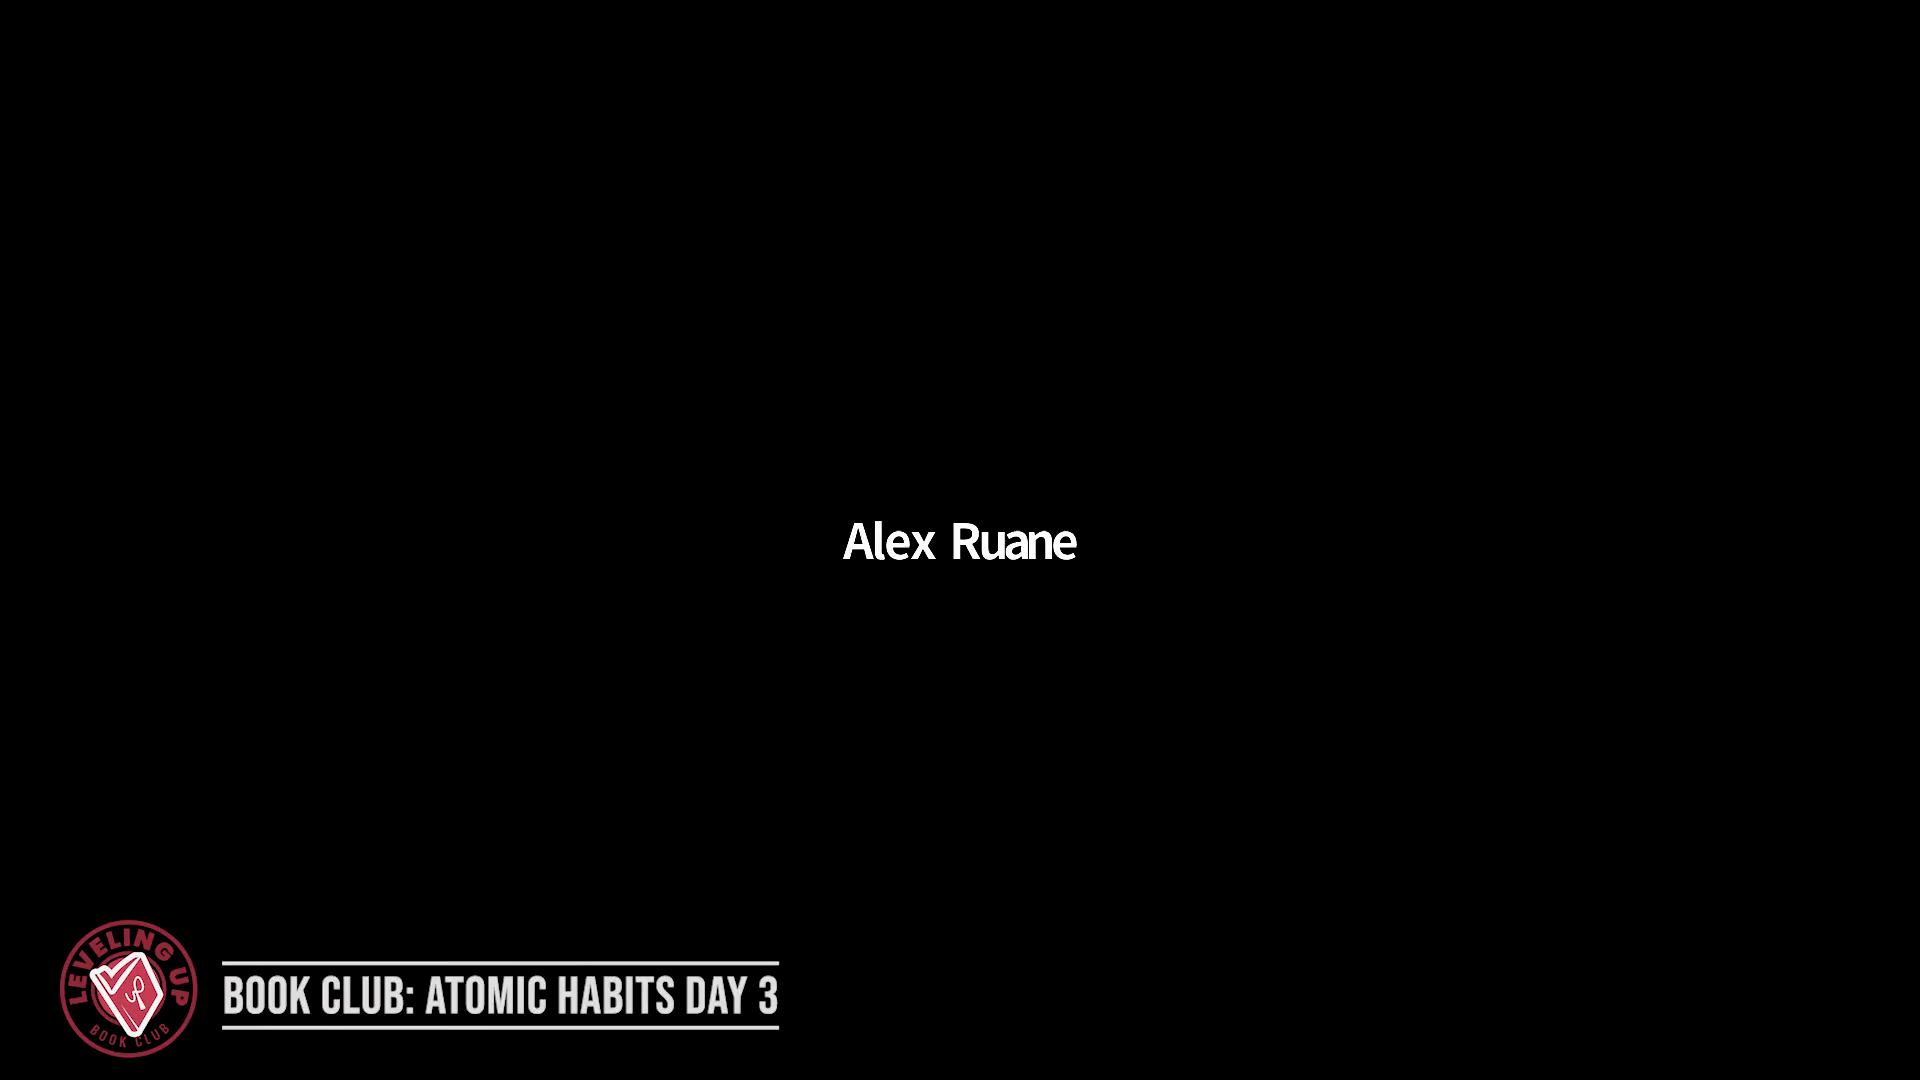 Alex Ruane
LEVELING UP
BOOK CLUB
BOOK CLUB: ATOMIC HABITS DAY 3